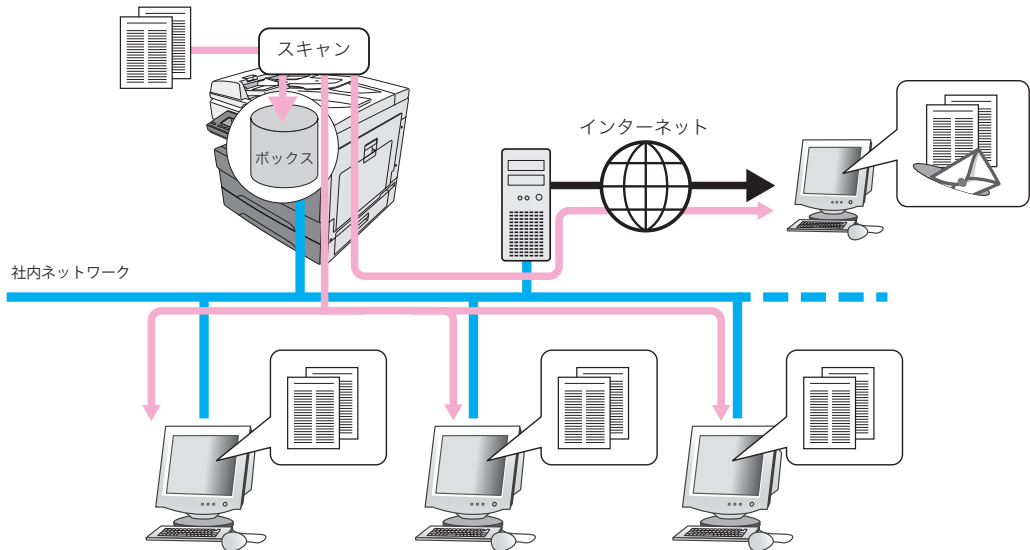 スキャン
ボックス
インターネット
社内ネットワーク